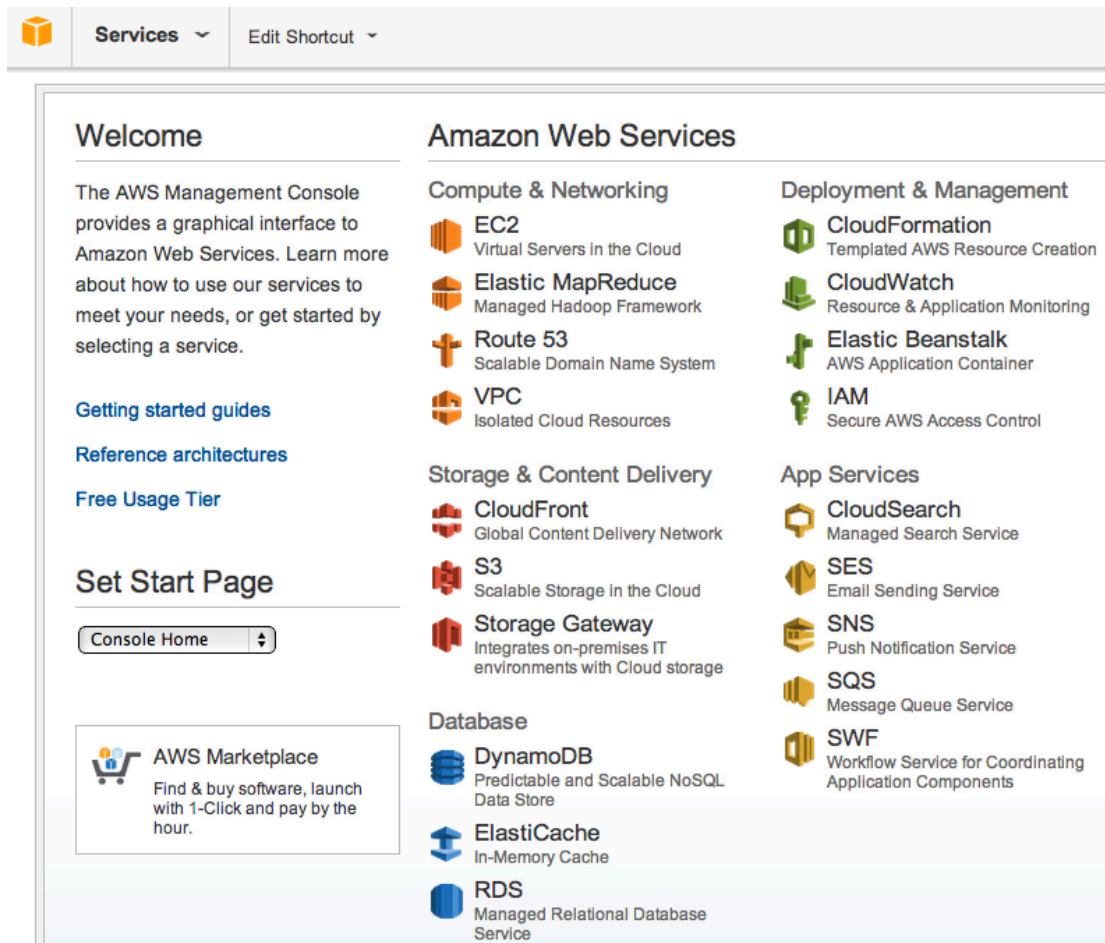 Services
Edit Shortcut
Welcome
The AWS Management Console
provides a graphical interface to
Amazon Web Services. Learn more
about how to use our services to
meet your needs, or get started by
selecting a service.
Getting started guides
Reference architectures
Free Usage Tier
Set Start Page
Console Home
AWS Marketplace
Find & buy software, launch
with 1-Click and pay by the
hour.
Amazon Web Services
Compute & Networking
EC2
Virtual Servers in the Cloud
Elastic MapReduce
Managed Hadoop Framework
Route 53
Scalable Domain Name System
VPC
Isolated Cloud Resources
Storage & Content Delivery
CloudFront
Global Content Delivery Network
S3
Scalable Storage in the Cloud
Storage Gateway
Integrates on-premises IT
environments with Cloud storage
Database
DynamoDB
Predictable and Scalable NoSQL
Data Store
ElastiCache
In-Memory Cache
RDS
Managed Relational Database
Service
Deployment & Management
CloudFormation
Templated AWS Resource Creation
CloudWatch
Resource & Application Monitoring
Elastic Beanstalk
AWS Application Container
IAM
Secure AWS Access Control
App Services
CloudSearch
Managed Search Service
SES
Email Sending Service
SNS
Push Notification Service
SQS
Message Queue Service
SWF
Workflow Service for Coordinating
Application Components